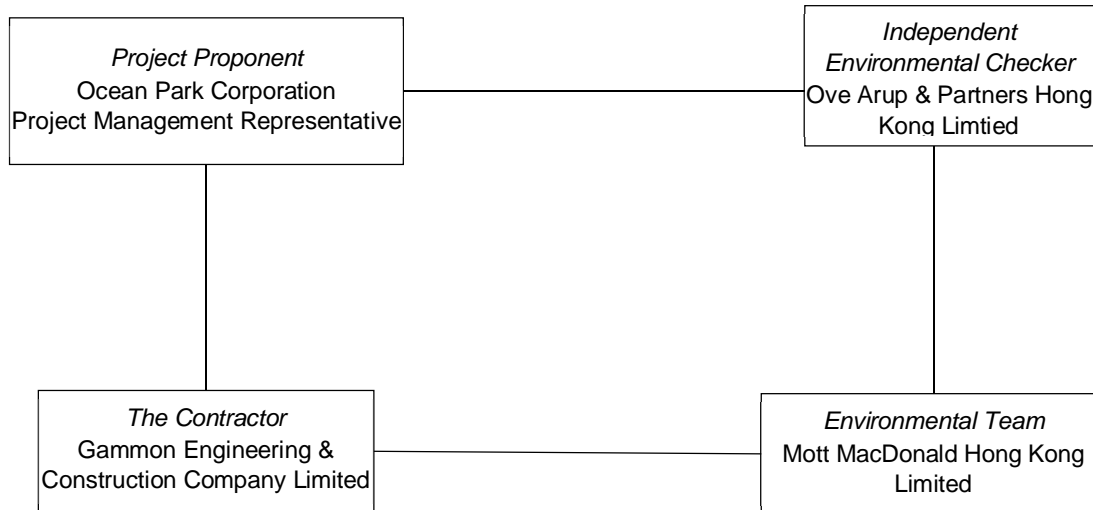 Project Proponent
Ocean Park Corporation
Project Management Representative
Independent
Environmental Checker
Ove Arup & Partners Hong
Kong Limtied
The Contractor
Gammon Engineering &
Construction Company Limited
Environmental Team
Mott MacDonald Hong Kong
Limited